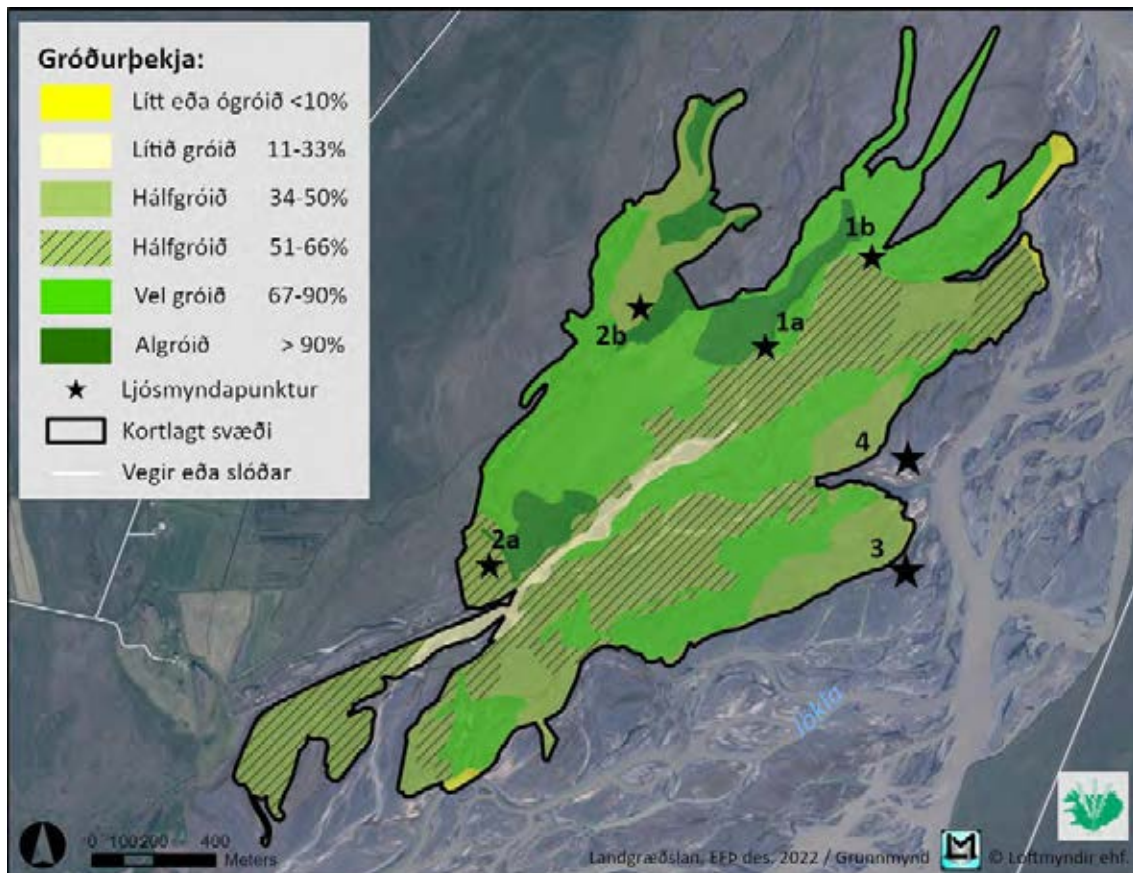 Gróðurþekja:
Lítt eða ógróið <10%
Lítið gróið 11-33%
Hálfgróið 34-50%
Hálfgróið 51-66%
Vel gróið 67-90%
Algróið > 90%
Ljósmyndapunktur
Kortlagt svæði
Vegir eða slóðar
1b
2b
1a
4
2a
3
Jökla
0 100200 400
Meters
Landgræðslan, EFÞ des. 2022 / Grunnmynd LM © Loftmyndir ehf.